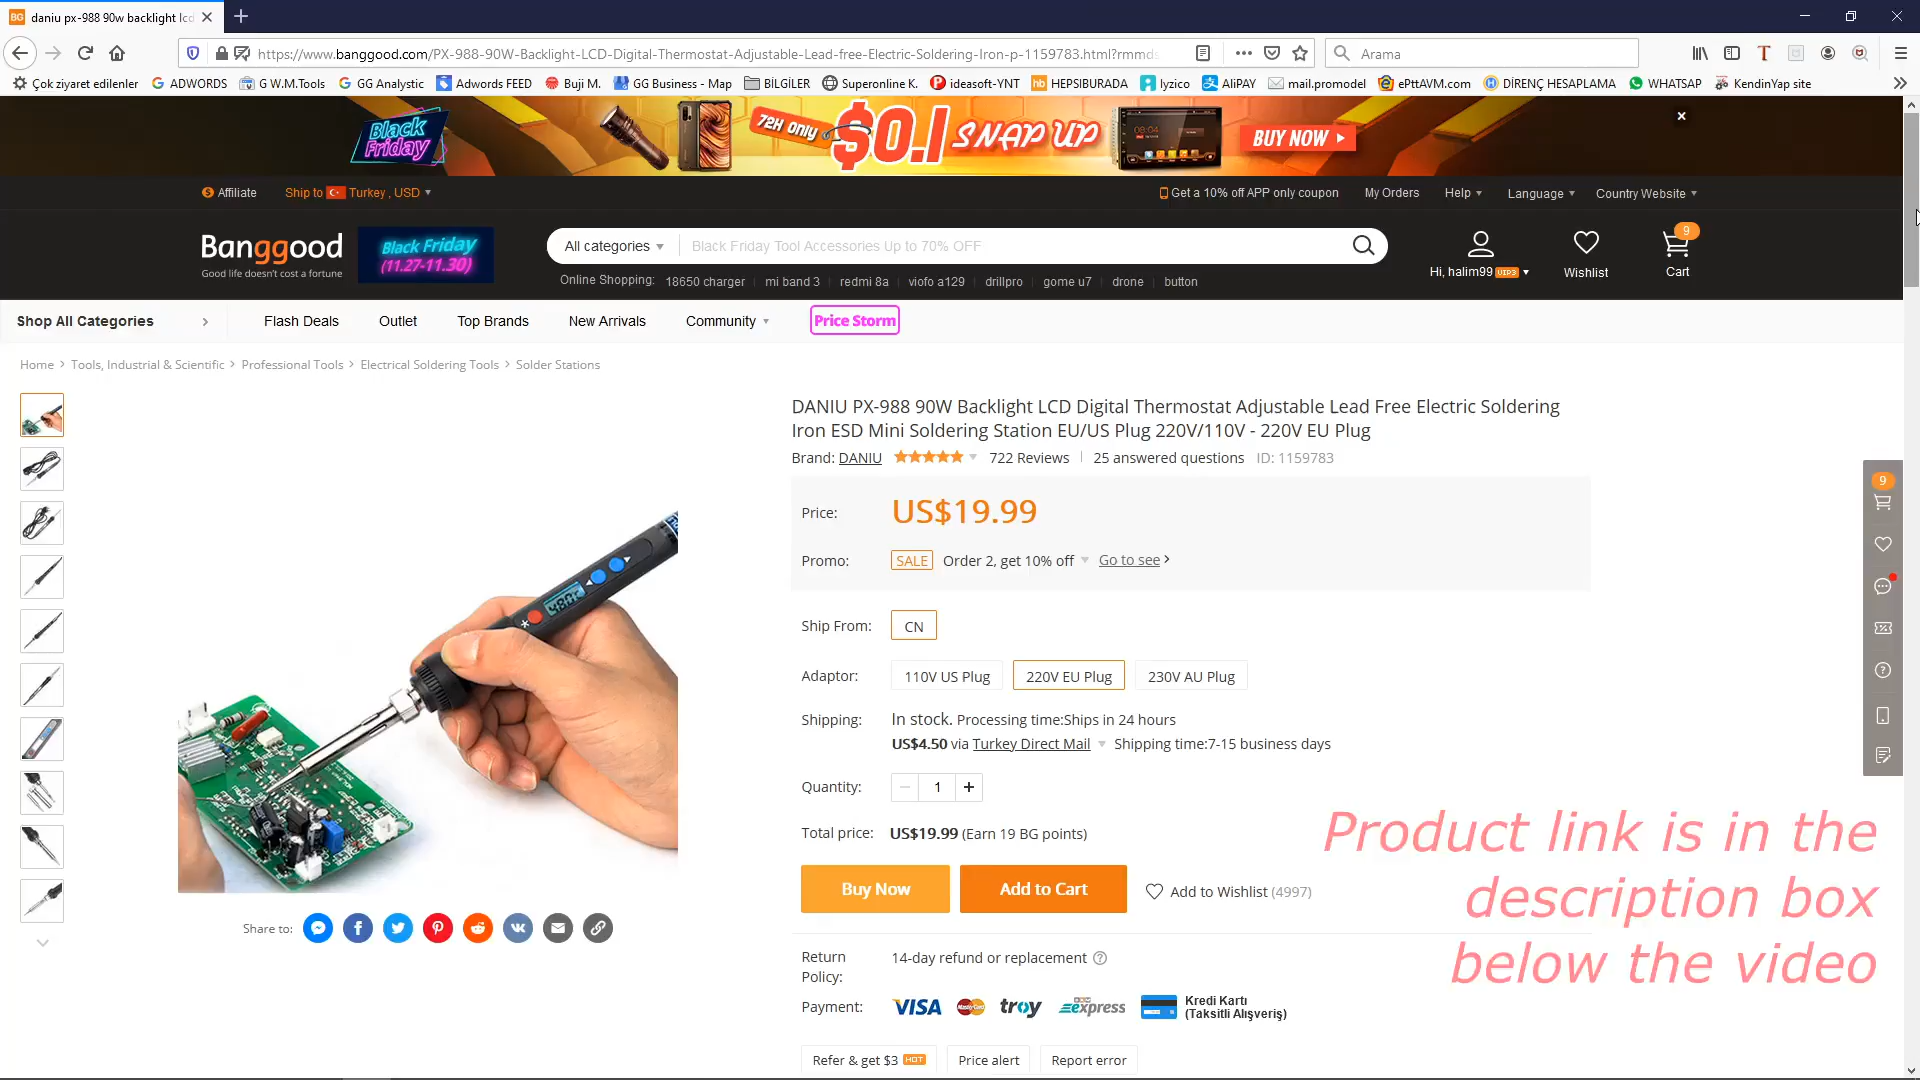 daniu px-988 90w backlight lcd
https://www.banggood.com/PX-988-90W-Backlight-LCD-Digital-Thermostat-Adjustable-Lead-free-Electric-Soldering-Iron-p-1159783.html?rmmds
Arama
Çok ziyaret edilenler
ADWORDS
G W.M.Tools
GG Analystic
Adwords FEED
Buji M.
GG Business - Map
BİLGİLER
Superonline K.
ideasoft-YNT
HEPSIBURADA
Iyzico
AliPAY
mail.promodel
ePttAVM.com
DİRENÇ HESAPLAMA
WHATSAP
KendinYap site
Black Friday
72H ONLY $0.1 SNAP UP
BUY NOW
Affiliate
Ship to Turkey , USD
Get a 10% off APP only coupon
My Orders
Help
Language
Country Website
Banggood
Good life doesn't cost a fortune
Black Friday
(11.27-11.30)
All categories
Black Friday Tool Accessories Up to 70% OFF
Online Shopping: 18650 charger mi band 3 redmi 8a viofo a129 drillpro gome u7 drone button
Hi, halim99 VIP3
Wishlist
9
Cart
Shop All Categories
Flash Deals
Outlet
Top Brands
New Arrivals
Community
Price Storm
Home > Tools, Industrial & Scientific > Professional Tools > Electrical Soldering Tools > Solder Stations
DANIU PX-988 90W Backlight LCD Digital Thermostat Adjustable Lead Free Electric Soldering
Iron ESD Mini Soldering Station EU/US Plug 220V/110V - 220V EU Plug
Brand: DANIU 722 Reviews 25 answered questions ID: 1159783
Price: US$19.99
Promo: SALE Order 2, get 10% off Go to see >
Ship From: CN
Adaptor: 110V US Plug 220V EU Plug 230V AU Plug
Shipping: In stock. Processing time:Ships in 24 hours
US$4.50 via Turkey Direct Mail Shipping time:7-15 business days
Quantity: 1
Total price: US$19.99 (Earn 19 BG points)
Buy Now
Add to Cart
Add to Wishlist (4997)
Return
Policy:
14-day refund or replacement
Payment: VISA MasterCard troy express
Kredi Kartı
(Taksitli Alışveriş)
Refer & get $3 HOT
Price alert
Report error
Share to:
480c
9
Product link is in the
description box
below the video